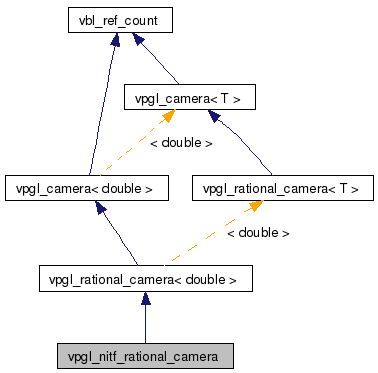 vbl_ref_count
vpgl_camera< T >
< double >
vpgl_camera< double >
vpgl_rational_camera< T >
< double >
vpgl_rational_camera< double >
vpgl_nitf_rational_camera